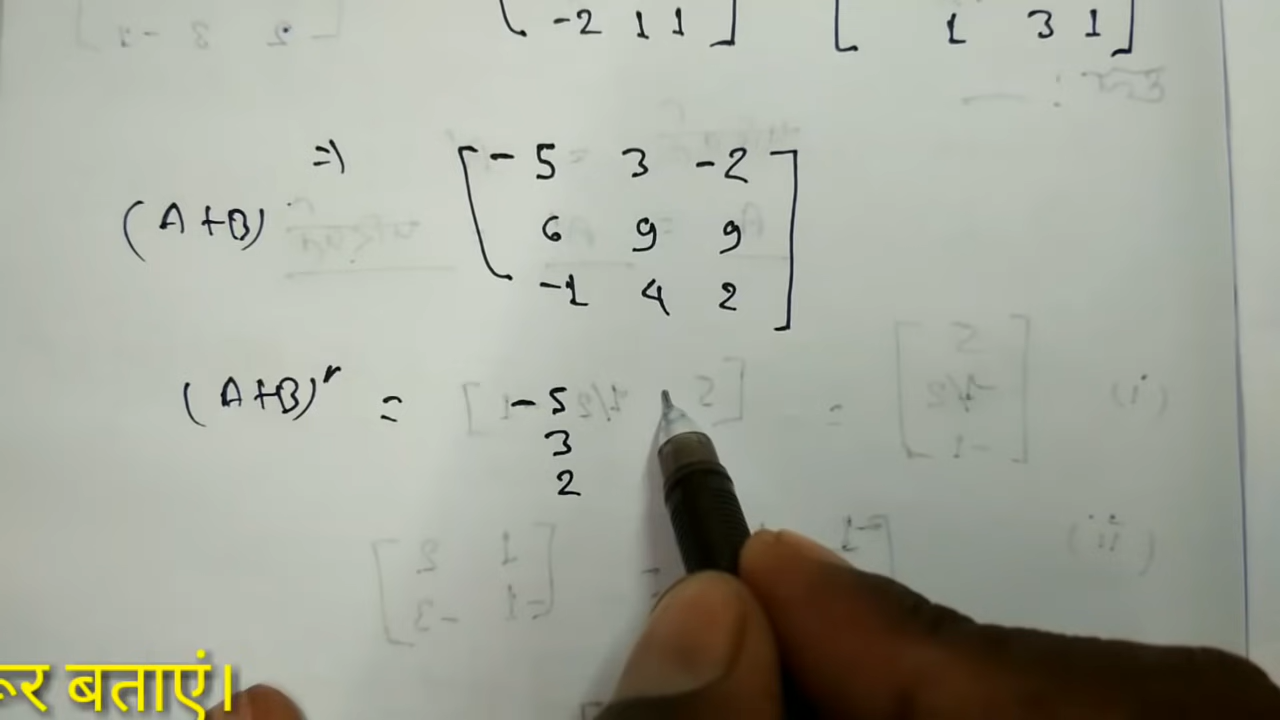 -2 1 1 ] [ 1 3 1 ]
=)
[ -5 3 -2
(A+B) 6 9 9
-1 4 2 ]
(A+B)ʳ = -5
3
2
रूर बताएं।